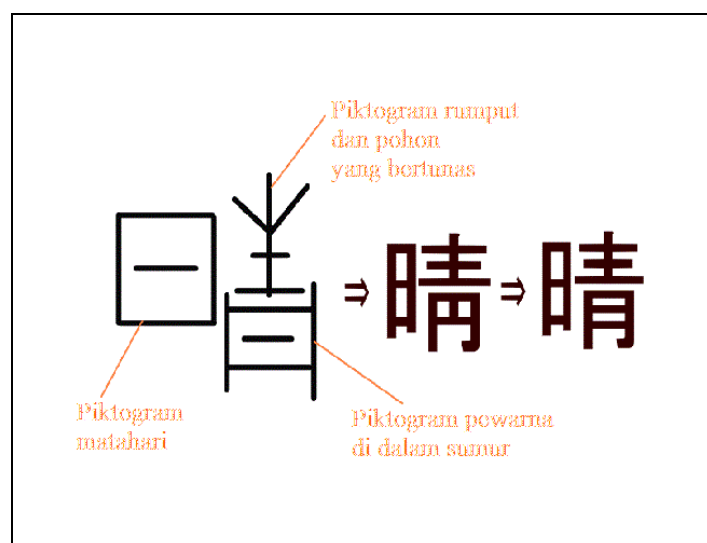 Piktogram rumput
dan pohon
yang bertunas
⇒ 晴 ⇒ 晴
Piktogram
matahari
Piktogram pewarna
di dalam sumur